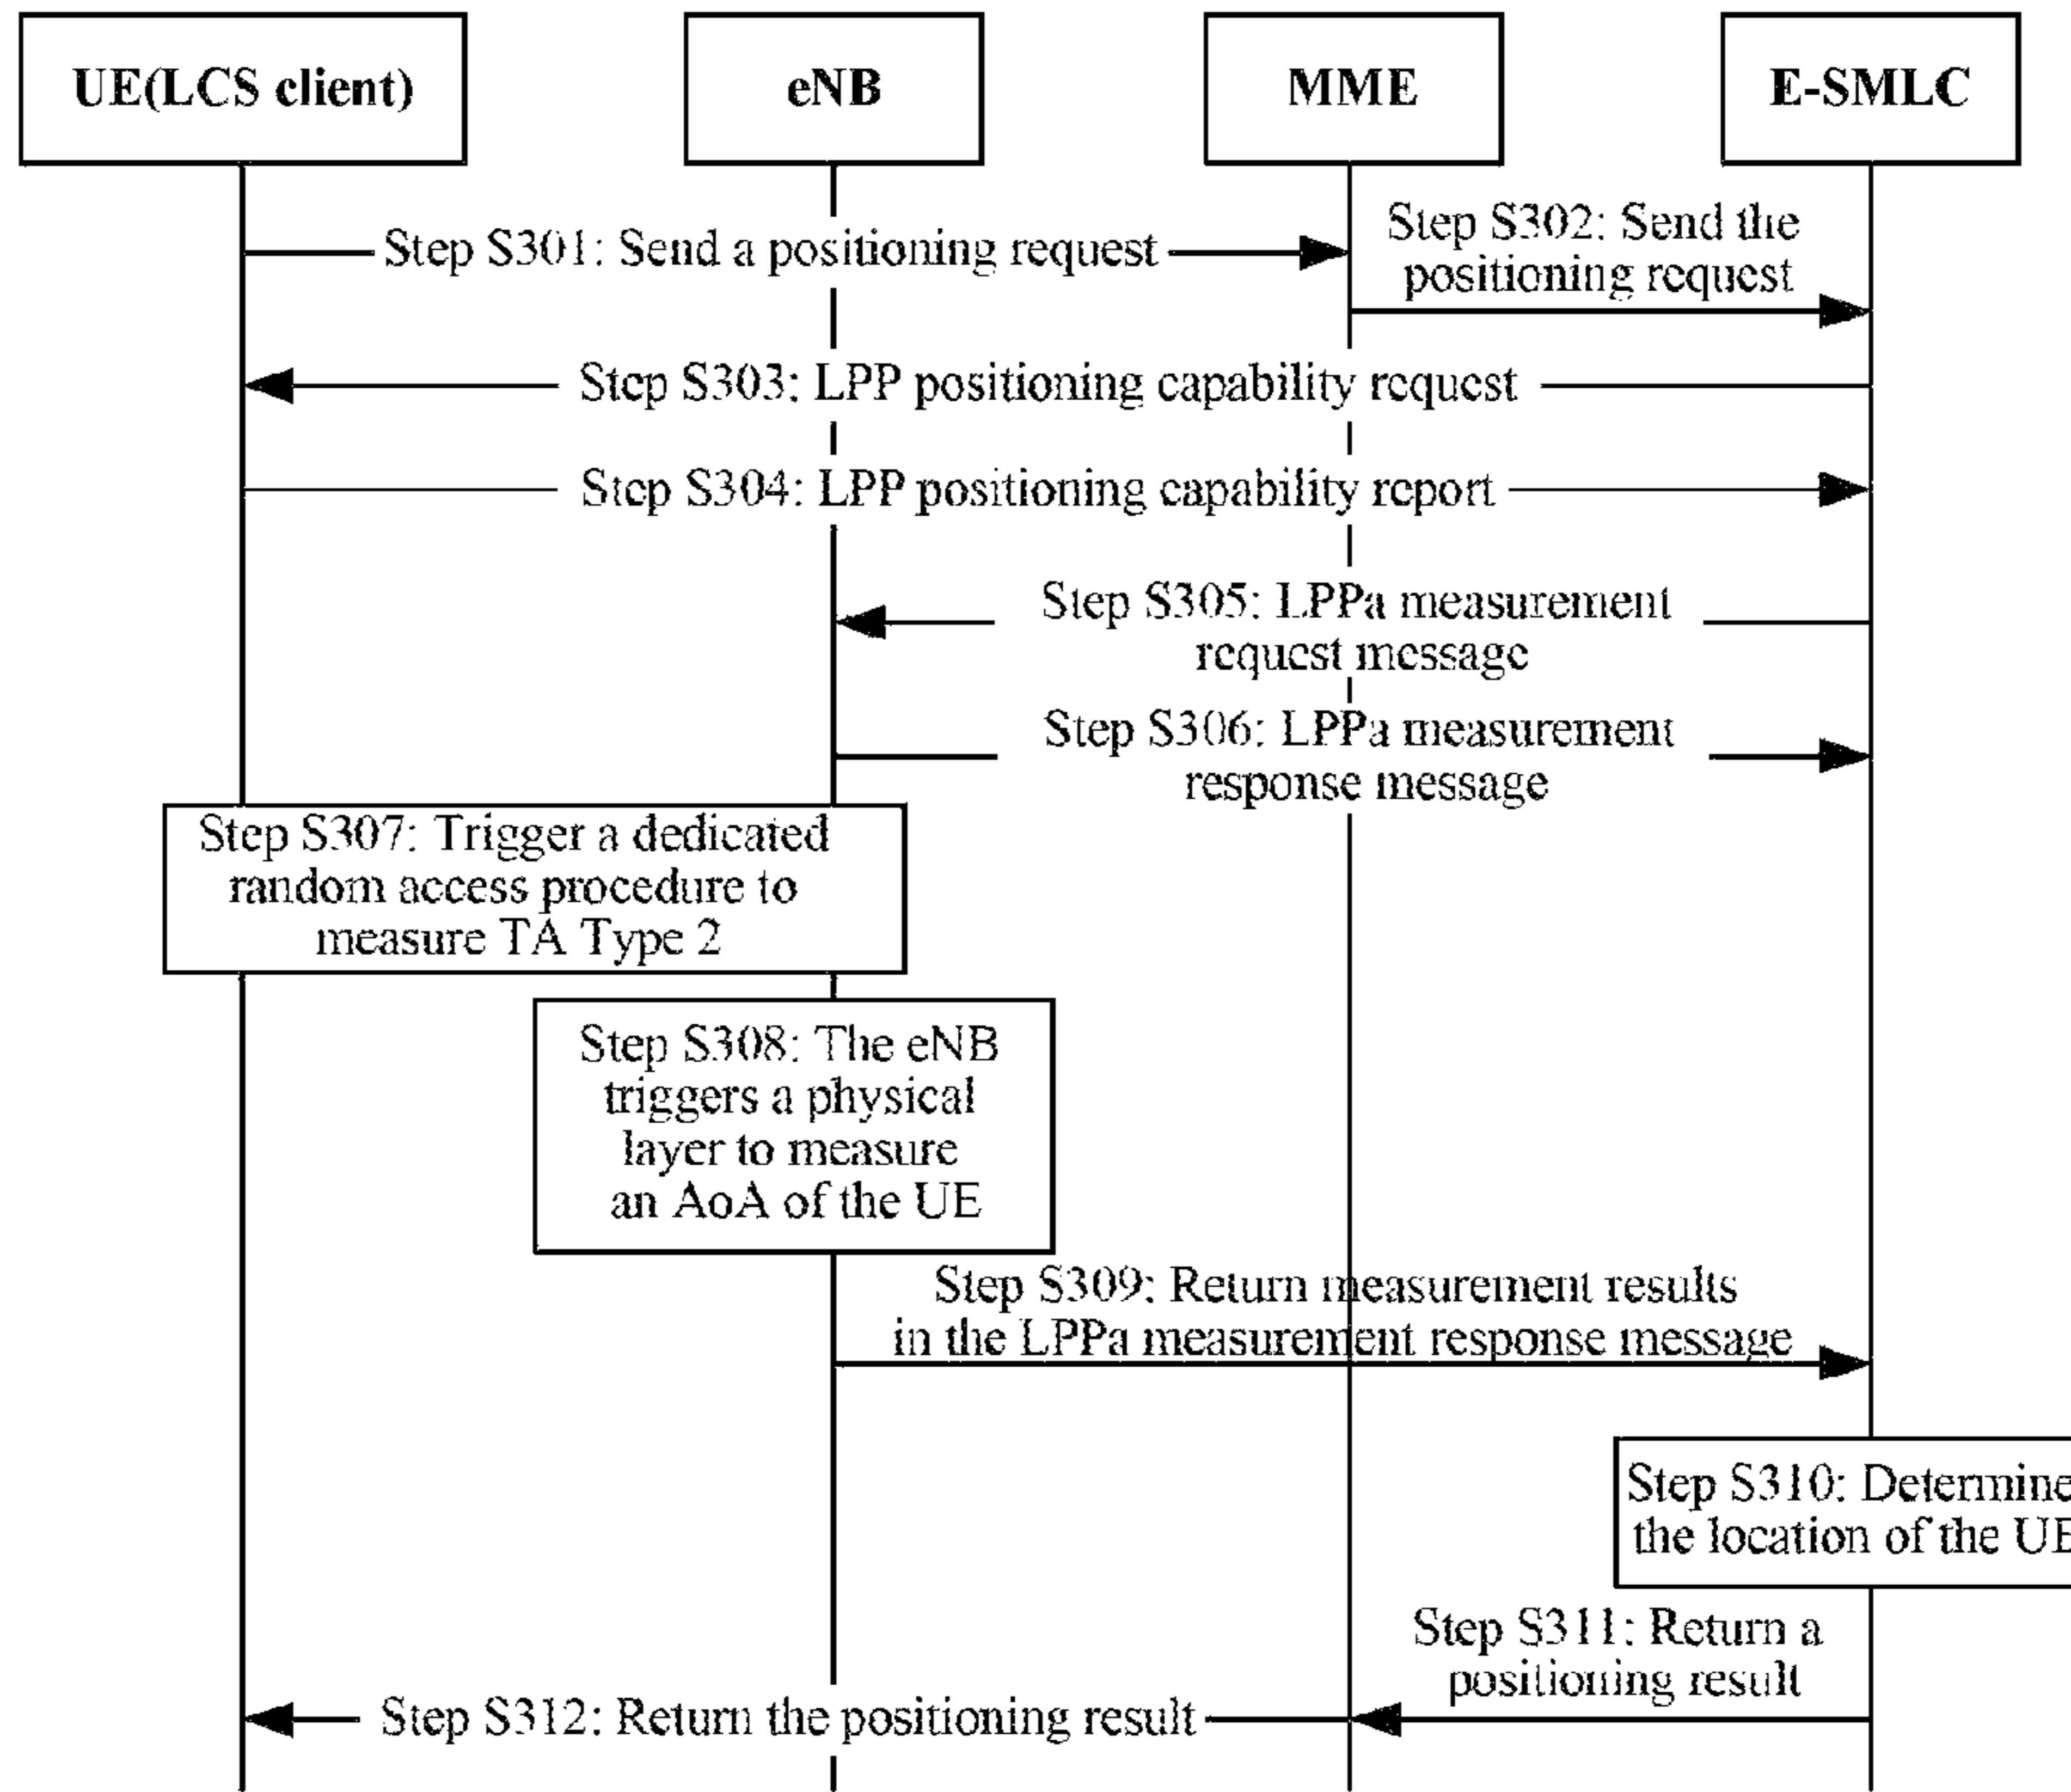 UE(LCS client)
eNB
MME
E-SMLC
Step S301: Send a positioning request
Step S302: Send the
positioning request
Step S303: LPP positioning capability request
Step S304: LPP positioning capability report
Step S305: LPPa measurement
request message
Step S306: LPPa measurement
response message
Step S307: Trigger a dedicated
random access procedure to
measure TA Type 2
Step S308: The eNB
triggers a physical
layer to measure
an AoA of the UE
Step S309: Return measurement results
in the LPPa measurement response message
Step S310: Determine
the location of the UE
Step S311: Return a
positioning result
Step S312: Return the positioning result